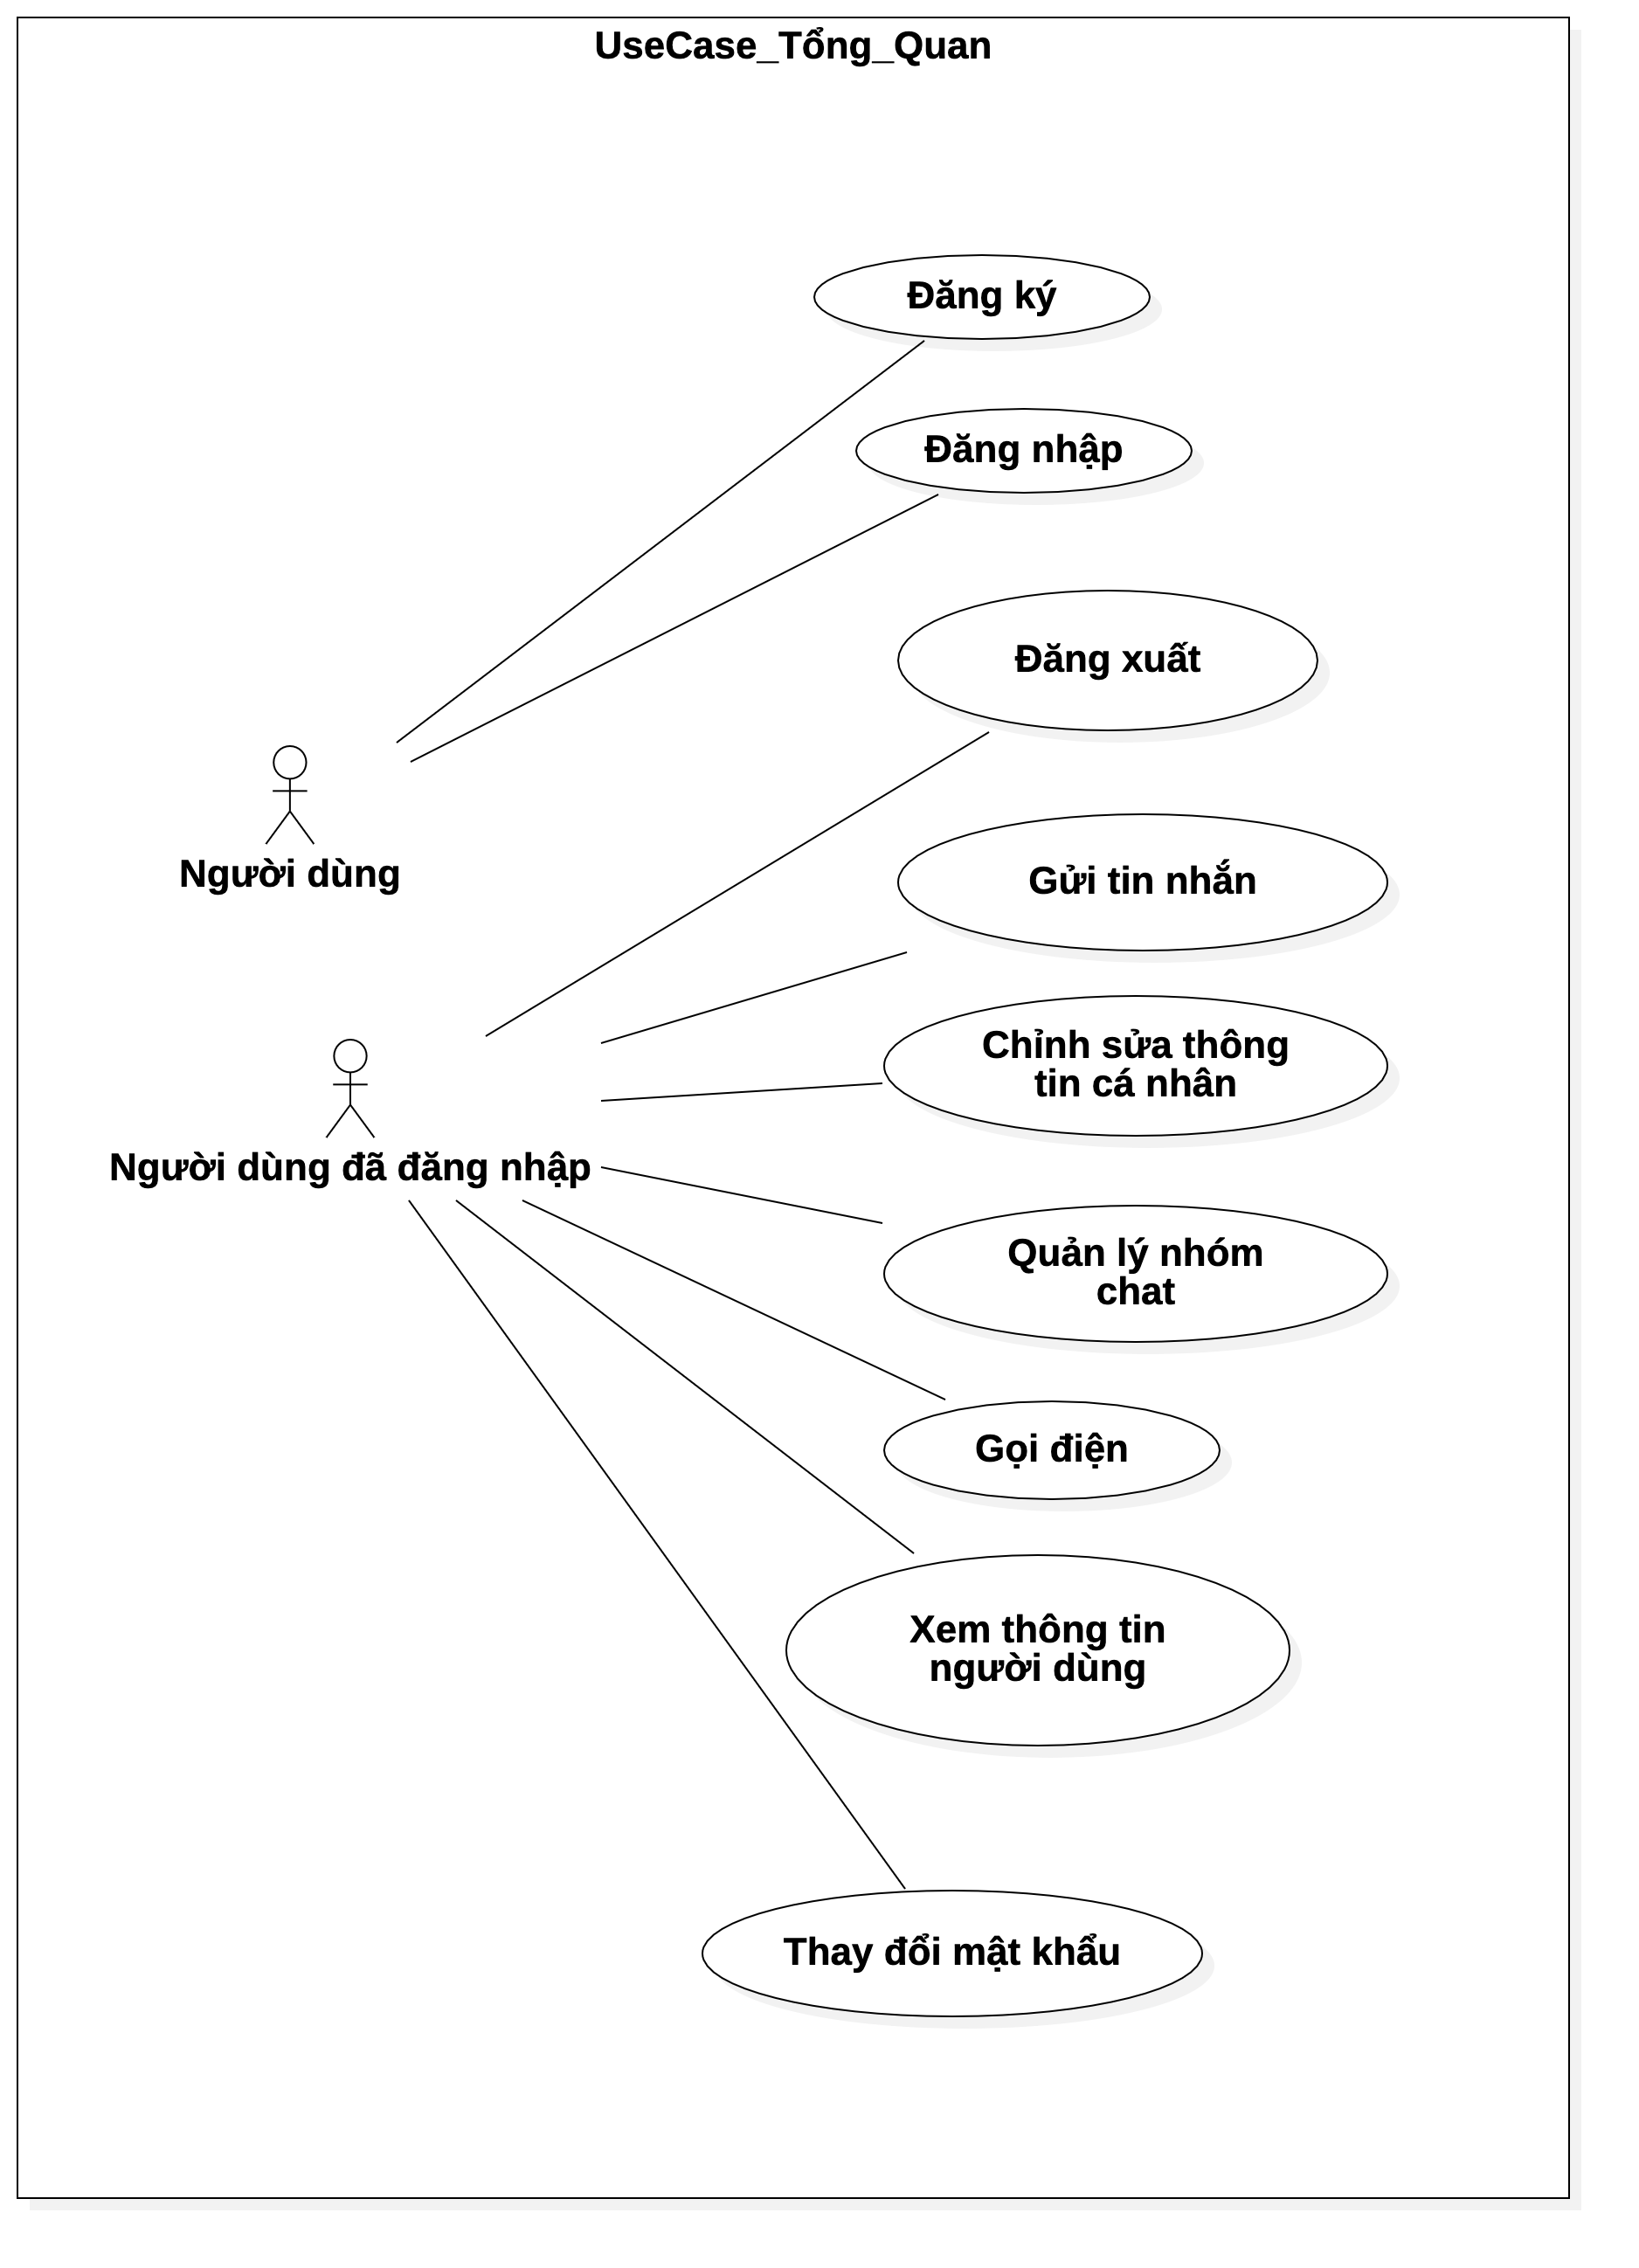 UseCase_Tổng_Quan
Đăng ký
Đăng nhập
Đăng xuất
Người dùng
Gửi tin nhắn
Chỉnh sửa thông
tin cá nhân
Người dùng đã đăng nhập
Quản lý nhóm
chat
Gọi điện
Xem thông tin
người dùng
Thay đổi mật khẩu